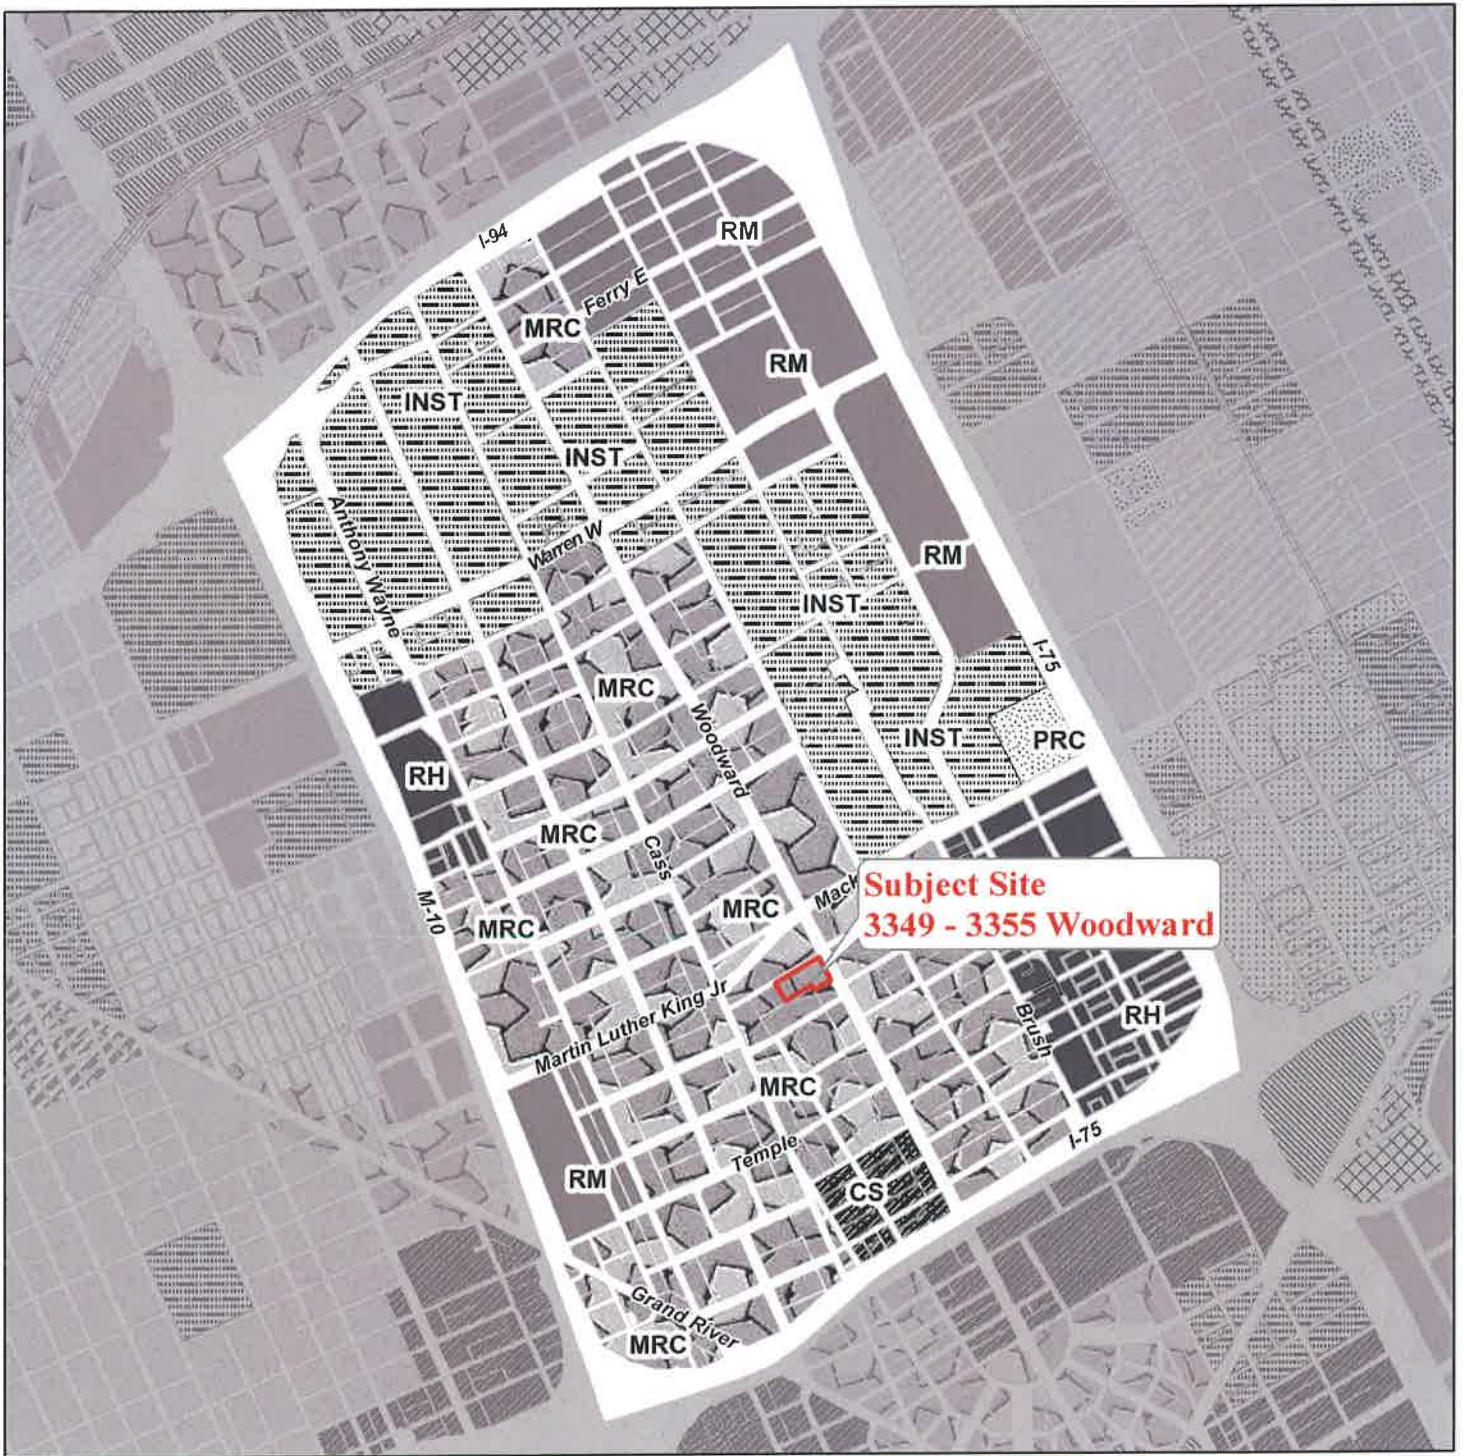 I-94
RM
Ferry E
MRC
RM
INST
INST
Anthony Wayne
Warren W
RM
INST
I-75
MRC
Woodward
INST
PRC
RH
MRC
Cass
M-10
MRC
MRC
Mack
Subject Site
3349 - 3355 Woodward
Martin Luther King Jr
Brush
RH
MRC
I-75
Temple
RM
CS
Grand River
MRC